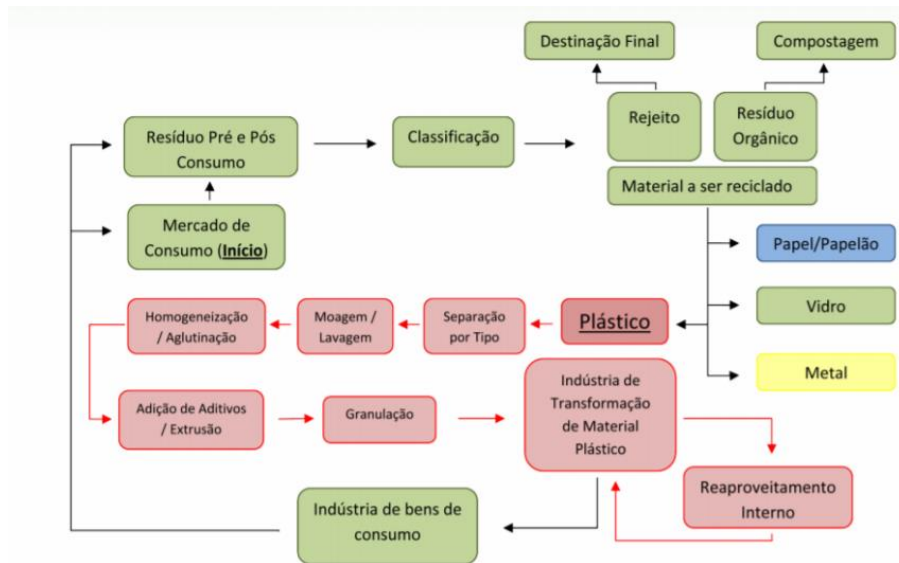 Destinação Final
Compostagem
Resíduo Pré e Pós
Consumo
Classificação
Rejeito
Resíduo
Orgânico
Material a ser reciclado
Mercado de
Consumo (Início)
Papel/Papelão
Vidro
Metal
Plástico
Separação
por Tipo
Moagem /
Lavagem
Homogeneização
/ Aglutinação
Adição de Aditivos
/ Extrusão
Granulação
Indústria de
Transformação
de Material
Plástico
Reaproveitamento
Interno
Indústria de bens de
consumo